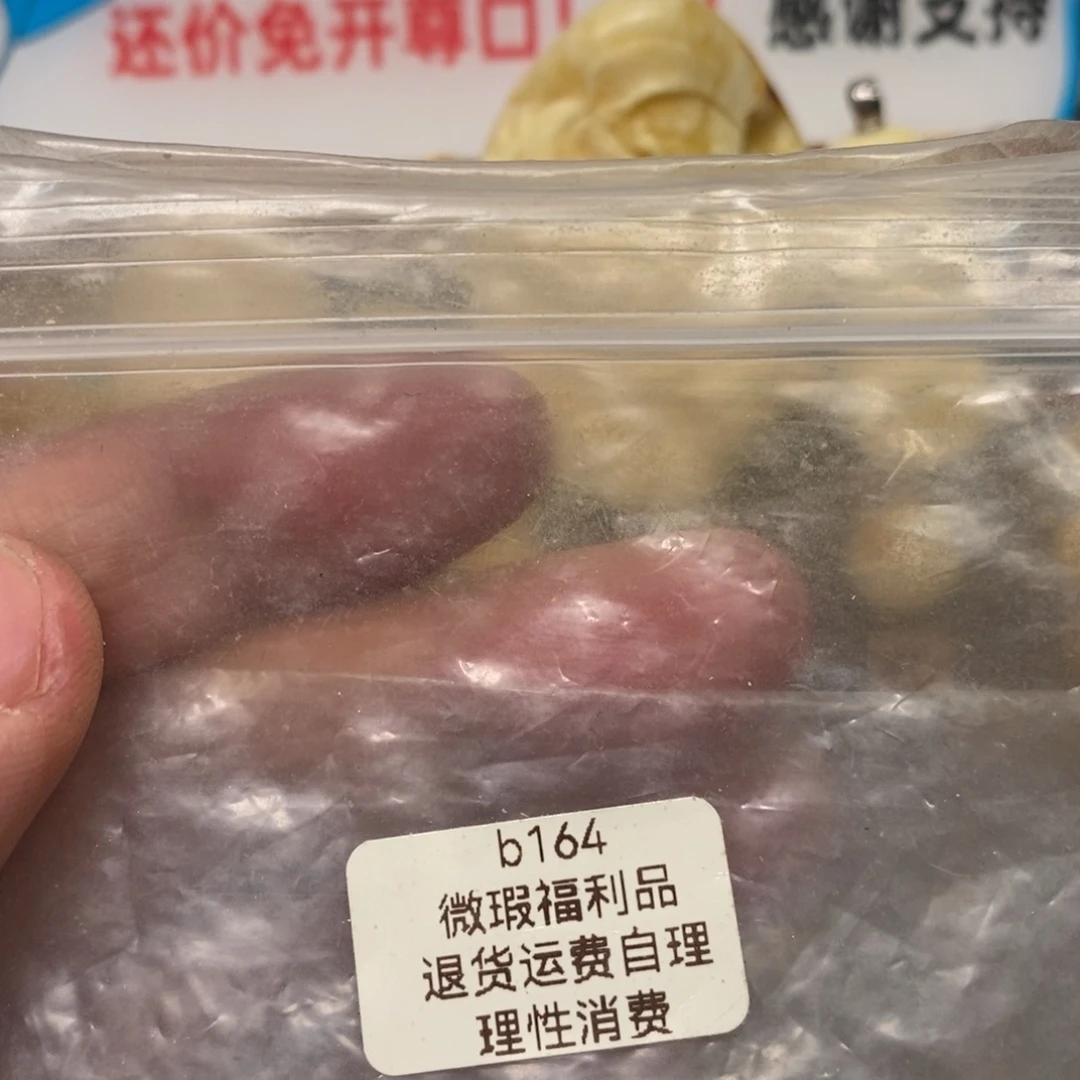 还价免开尊口!
感谢支持
b164
微瑕福利品
退货运费自理
理性消费